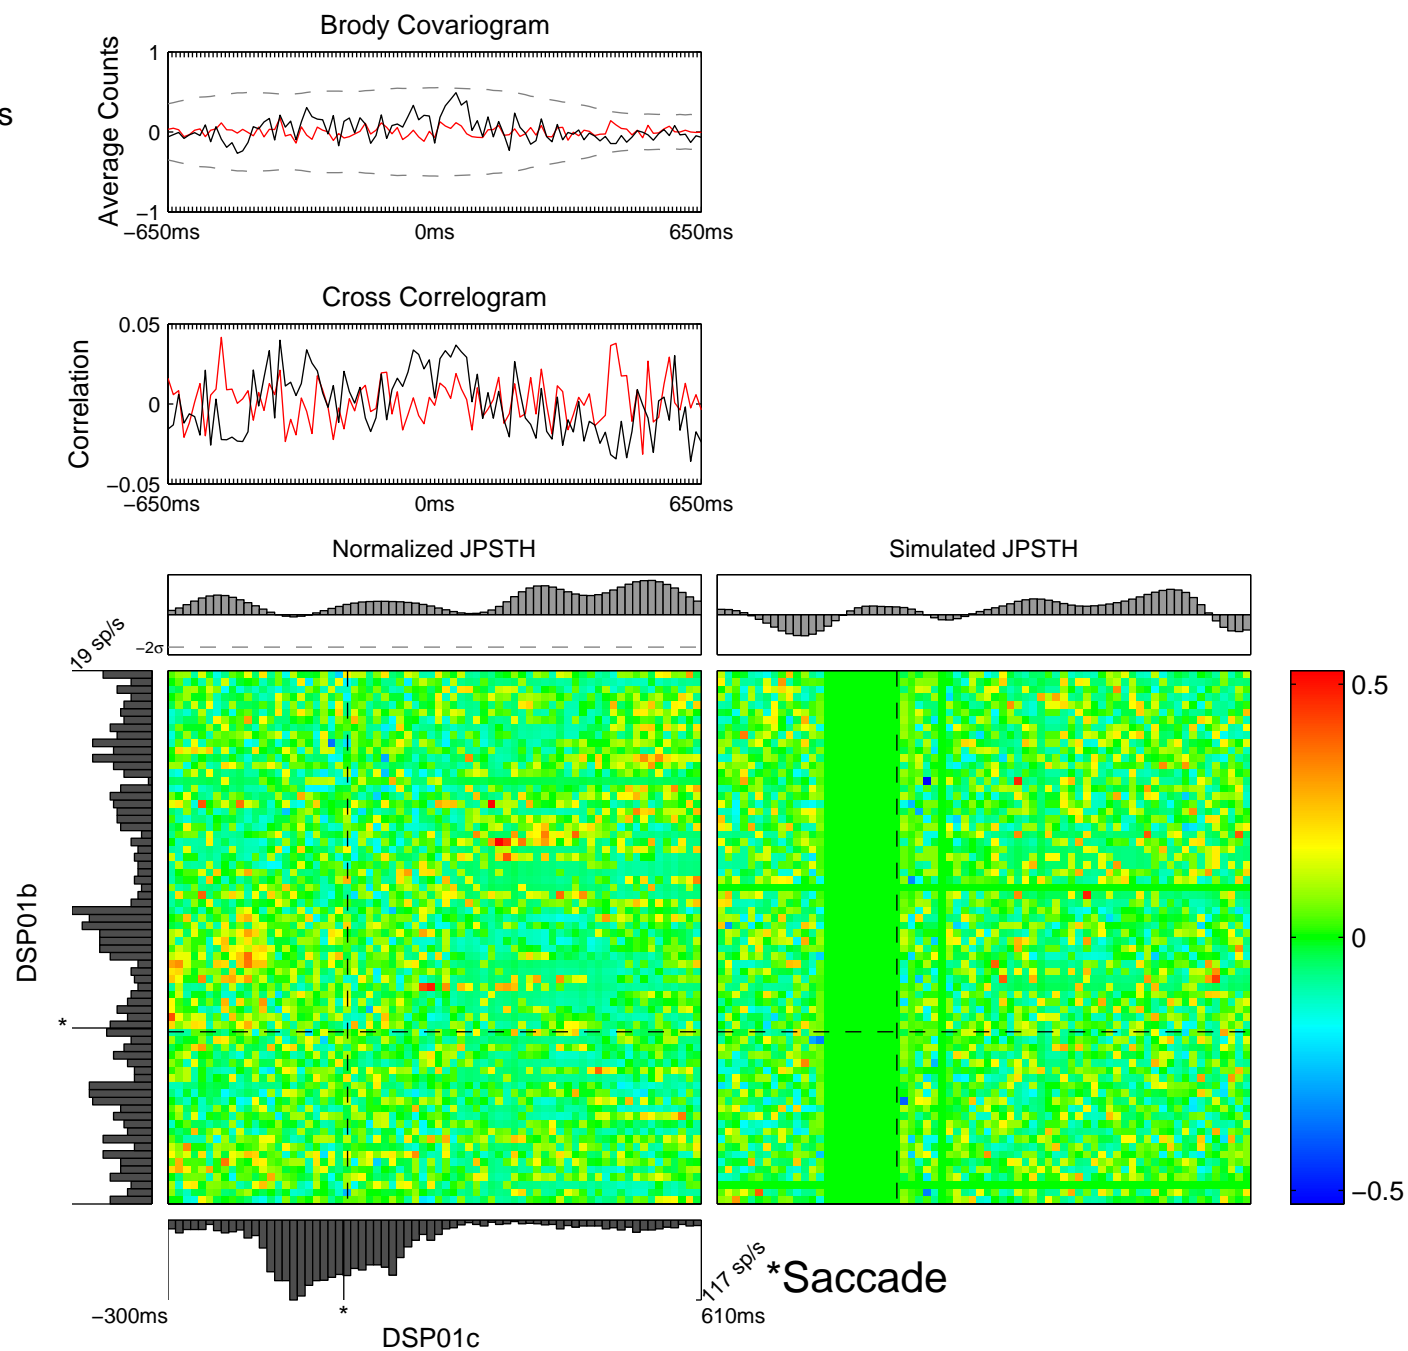 Brody Covariogram
s
Average Counts
1
0
−1
−650ms
0ms
650ms
Cross Correlogram
Correlation
0.05
0
−0.05
−650ms
0ms
650ms
Normalized JPSTH
Simulated JPSTH
19 sp/s
−2σ
DSP01b
*
0.5
0
−0.5
117 sp/s
*Saccade
*
−300ms
610ms
DSP01c